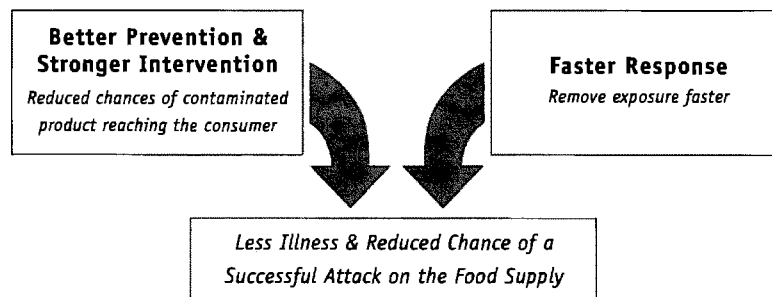 Better Prevention &
Stronger Intervention
Reduced chances of contaminated
product reaching the consumer
Faster Response
Remove exposure faster
Less Illness & Reduced Chance of a
Successful Attack on the Food Supply